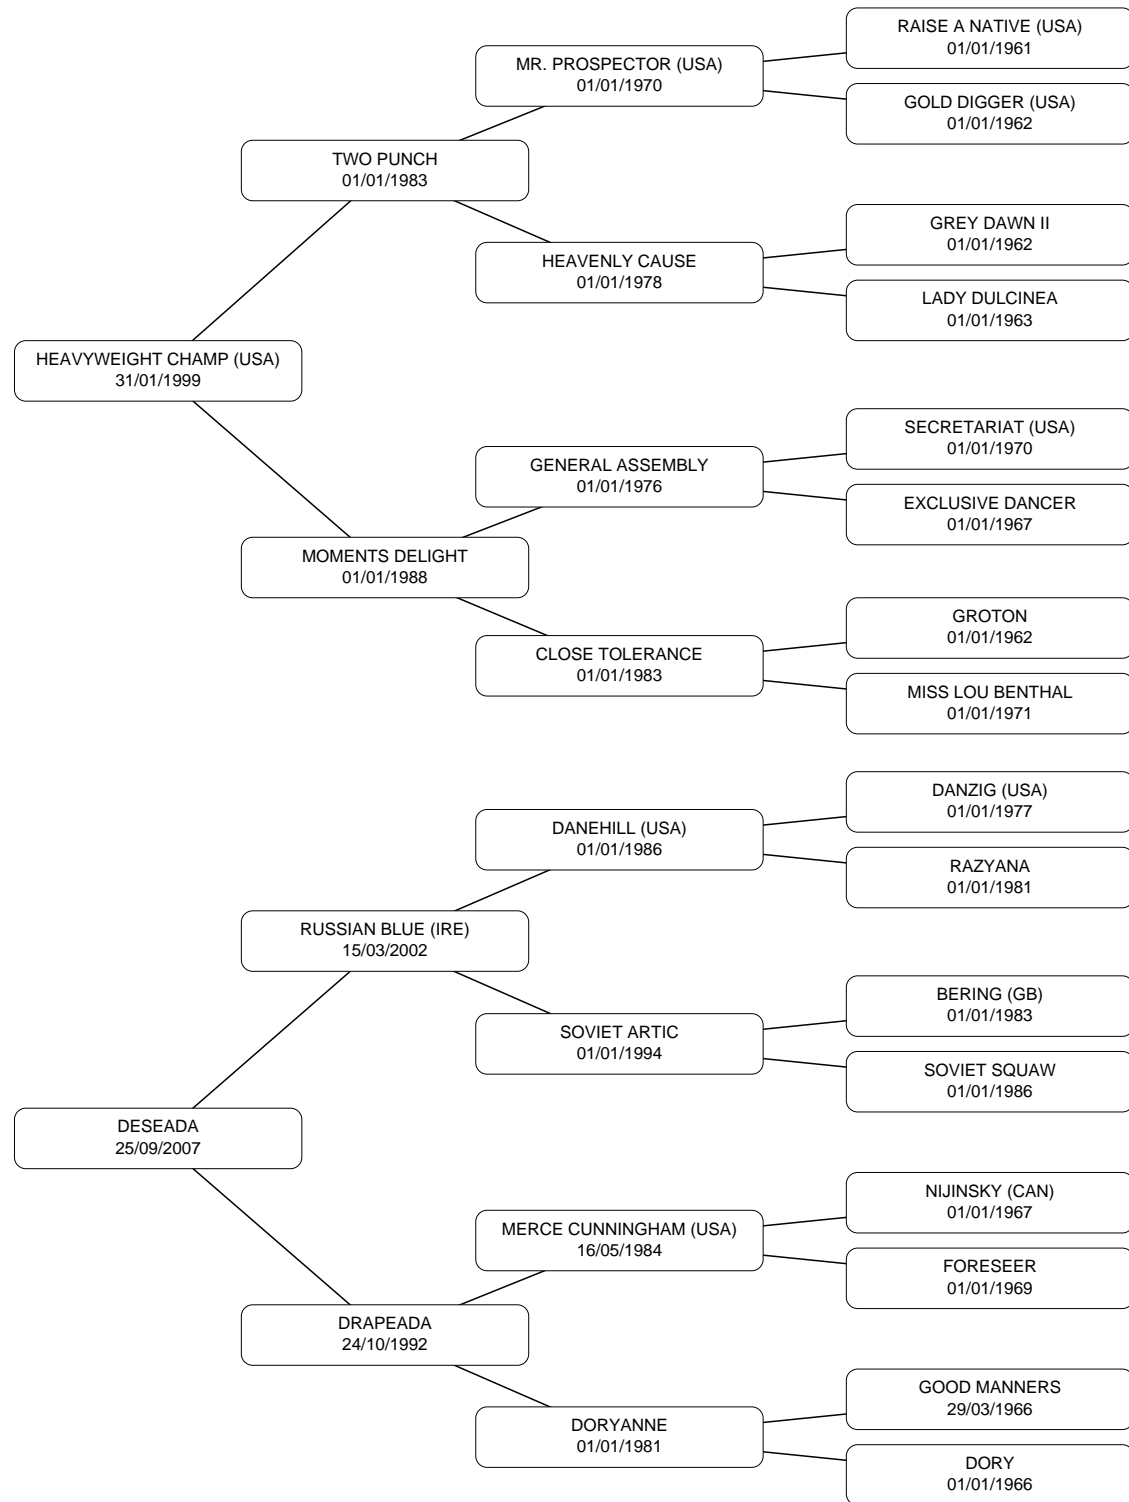 RAISE A NATIVE (USA)
01/01/1961
MR. PROSPECTOR (USA)
01/01/1970
GOLD DIGGER (USA)
01/01/1962
TWO PUNCH
01/01/1983
GREY DAWN II
01/01/1962
HEAVENLY CAUSE
01/01/1978
LADY DULCINEA
01/01/1963
HEAVYWEIGHT CHAMP (USA)
31/01/1999
SECRETARIAT (USA)
01/01/1970
GENERAL ASSEMBLY
01/01/1976
EXCLUSIVE DANCER
01/01/1967
MOMENTS DELIGHT
01/01/1988
GROTON
01/01/1962
CLOSE TOLERANCE
01/01/1983
MISS LOU BENTHAL
01/01/1971
DANZIG (USA)
01/01/1977
DANEHILL (USA)
01/01/1986
RAZYANA
01/01/1981
RUSSIAN BLUE (IRE)
15/03/2002
BERING (GB)
01/01/1983
SOVIET ARTIC
01/01/1994
SOVIET SQUAW
01/01/1986
DESEADA
25/09/2007
NIJINSKY (CAN)
01/01/1967
MERCE CUNNINGHAM (USA)
16/05/1984
FORESEER
01/01/1969
DRAPEADA
24/10/1992
GOOD MANNERS
29/03/1966
DORYANNE
01/01/1981
DORY
01/01/1966